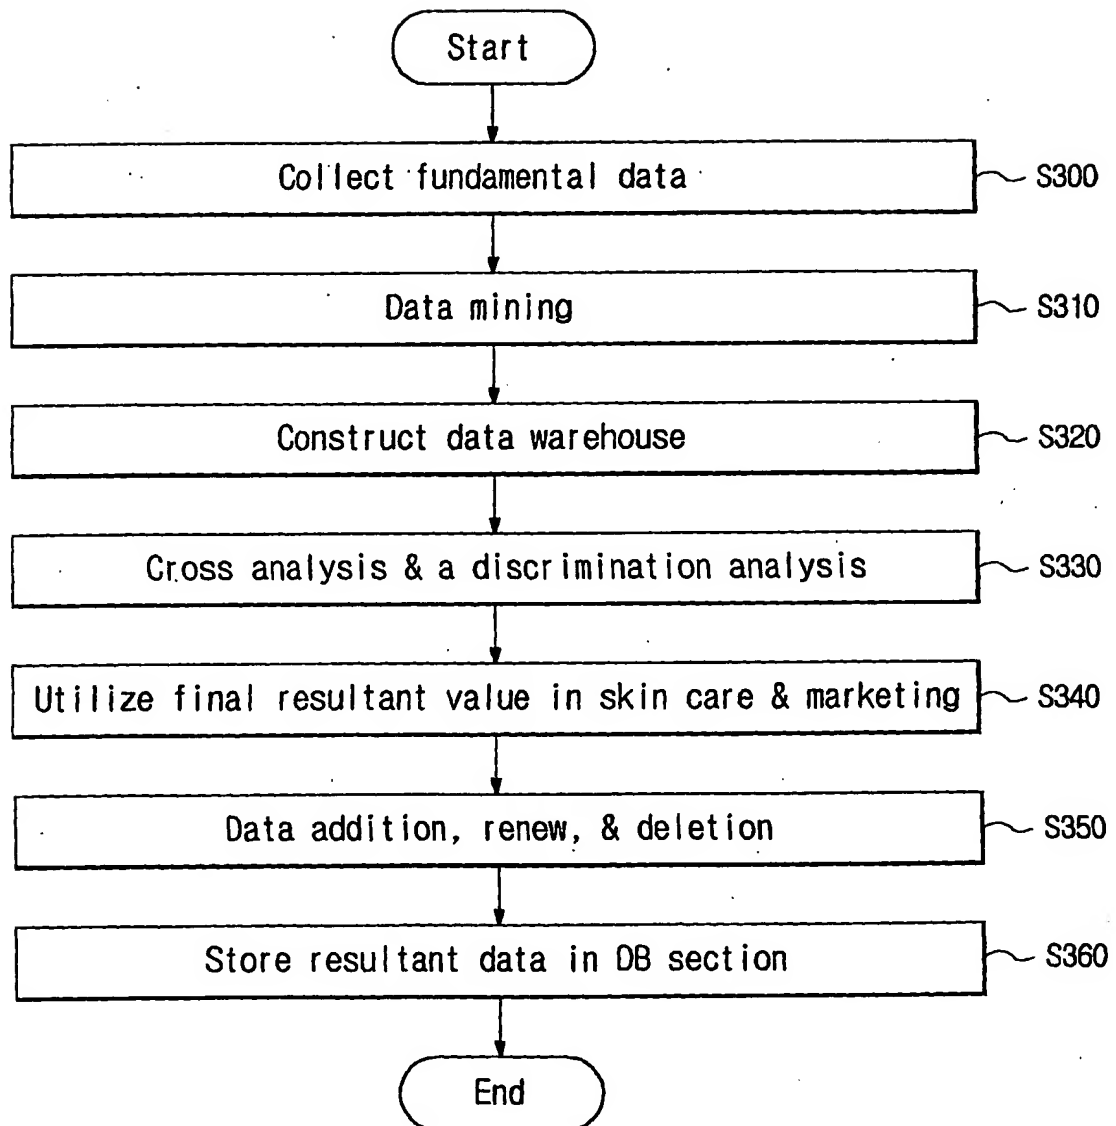 Start
Collect fundamental data
S300
Data mining
S310
Construct data warehouse
S320
Cross analysis & a discrimination analysis
S330
Utilize final resultant value in skin care & marketing
S340
Data addition, renew, & deletion
S350
Store resultant data in DB section
S360
End